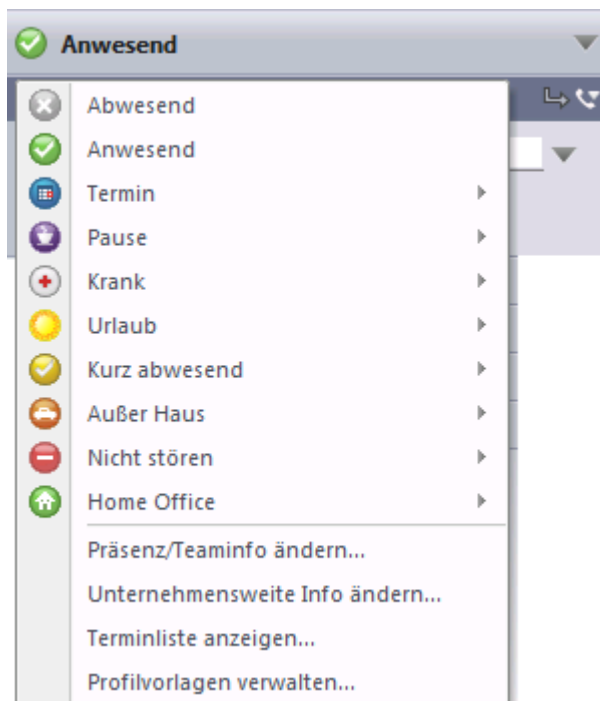 Anwesend
Abwesend
Anwesend
Termin
Pause
Krank
Urlaub
Kurz abwesend
Außer Haus
Nicht stören
Home Office
Präsenz/Teaminfo ändern...
Unternehmensweite Info ändern...
Terminliste anzeigen...
Profilvorlagen verwalten...